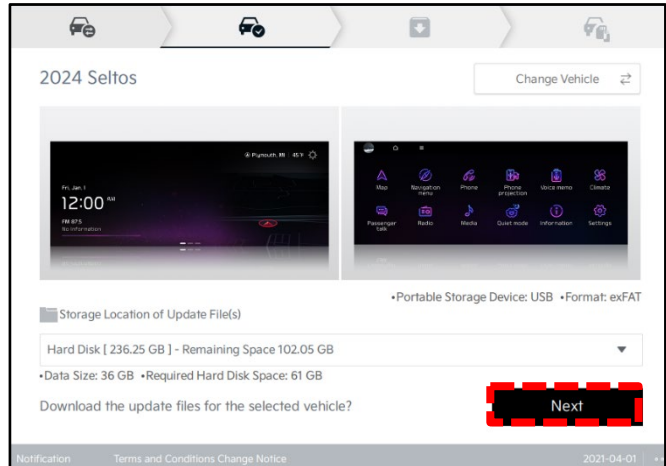 2024 Seltos
Change Vehicle
Plymouth, MI | 45°F
Fri, Jan. 1
12:00 AM
FM 87.5
No Information
Map Navigation menu Phone Phone projection Voice memo Climate
Passenger talk Radio Media Quiet mode Information Settings
•Portable Storage Device: USB •Format: exFAT
Storage Location of Update File(s)
Hard Disk [ 236.25 GB ] - Remaining Space 102.05 GB
•Data Size: 36 GB •Required Hard Disk Space: 61 GB
Download the update files for the selected vehicle?
Next
Notification Terms and Conditions Change Notice 2021-04-01